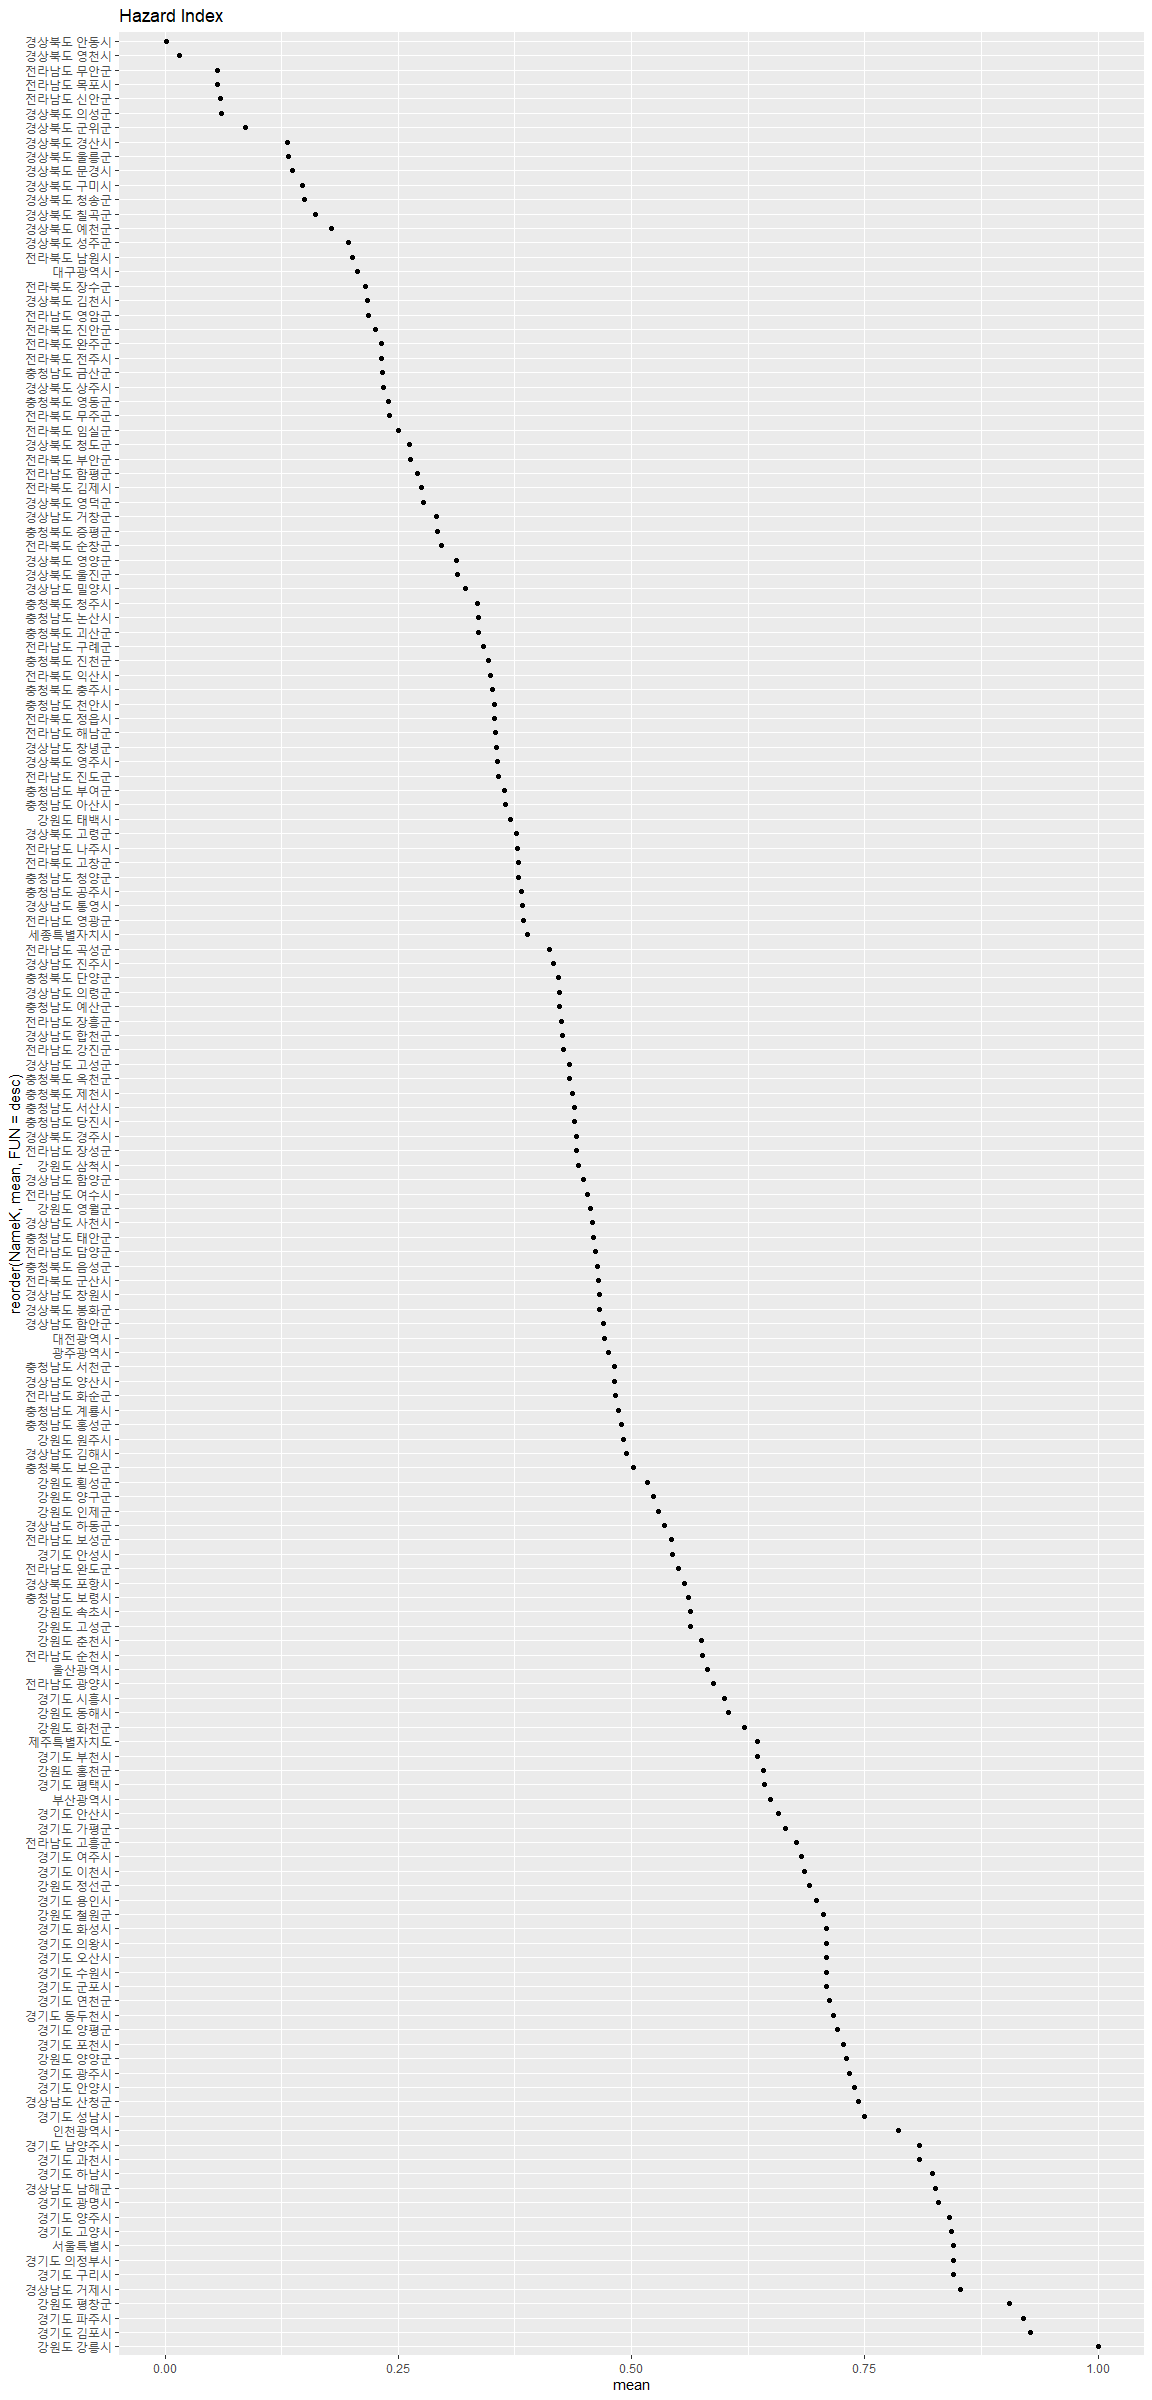 Hazard Index
경상북도 안동시
경상북도 영천시
전라남도 무안군
전라남도 목포시
전라남도 신안군
경상북도 의성군
경상북도 군위군
경상북도 경산시
경상북도 울릉군
경상북도 문경시
경상북도 구미시
경상북도 청송군
경상북도 칠곡군
경상북도 예천군
경상북도 성주군
전라북도 남원시
대구광역시
전라북도 장수군
경상북도 김천시
전라남도 영암군
전라북도 진안군
전라북도 완주군
전라북도 전주시
충청남도 금산군
경상북도 상주시
충청북도 영동군
전라북도 무주군
전라북도 임실군
경상북도 청도군
전라북도 부안군
전라남도 함평군
전라북도 김제시
경상북도 영덕군
경상남도 거창군
충청북도 증평군
전라북도 순창군
경상북도 영양군
경상북도 울진군
경상남도 밀양시
충청북도 청주시
충청남도 논산시
충청북도 괴산군
전라남도 구례군
충청북도 진천군
전라북도 익산시
충청북도 충주시
충청남도 천안시
전라북도 정읍시
전라남도 해남군
경상남도 창녕군
경상북도 영주시
전라남도 진도군
충청남도 부여군
충청남도 아산시
강원도 태백시
경상북도 고령군
전라남도 나주시
전라북도 고창군
충청남도 청양군
충청남도 공주시
경상남도 통영시
전라남도 영광군
세종특별자치시
전라남도 곡성군
경상남도 진주시
충청북도 단양군
경상남도 의령군
충청남도 예산군
전라남도 장흥군
경상남도 합천군
전라남도 강진군
경상남도 고성군
충청북도 옥천군
충청북도 제천시
충청남도 서산시
충청남도 당진시
경상북도 경주시
전라남도 장성군
강원도 삼척시
경상남도 함양군
전라남도 여수시
강원도 영월군
경상남도 사천시
충청남도 태안군
전라남도 담양군
충청북도 음성군
전라북도 군산시
경상남도 창원시
경상북도 봉화군
경상남도 함안군
대전광역시
광주광역시
충청남도 서천군
경상남도 양산시
전라남도 화순군
충청남도 계룡시
충청남도 홍성군
강원도 원주시
경상남도 김해시
충청북도 보은군
강원도 횡성군
강원도 양구군
강원도 인제군
경상남도 하동군
전라남도 보성군
경기도 안성시
전라남도 완도군
경상북도 포항시
충청남도 보령시
강원도 속초시
강원도 고성군
강원도 춘천시
전라남도 순천시
울산광역시
전라남도 광양시
경기도 시흥시
강원도 동해시
강원도 화천군
제주특별자치도
경기도 부천시
강원도 홍천군
경기도 평택시
부산광역시
경기도 안산시
경기도 가평군
전라남도 고흥군
경기도 여주시
경기도 이천시
강원도 정선군
경기도 용인시
강원도 철원군
경기도 화성시
경기도 의왕시
경기도 오산시
경기도 수원시
경기도 군포시
경기도 연천군
경기도 동두천시
경기도 양평군
경기도 포천시
강원도 양양군
경기도 광주시
경기도 안양시
경상남도 산청군
경기도 성남시
인천광역시
경기도 남양주시
경기도 과천시
경기도 하남시
경상남도 남해군
경기도 광명시
경기도 양주시
경기도 고양시
서울특별시
경기도 의정부시
경기도 구리시
경상남도 거제시
강원도 평창군
경기도 파주시
경기도 김포시
강원도 강릉시
reorder(NameK, mean, FUN = desc)
0.00 0.25 0.50 0.75 1.00
mean